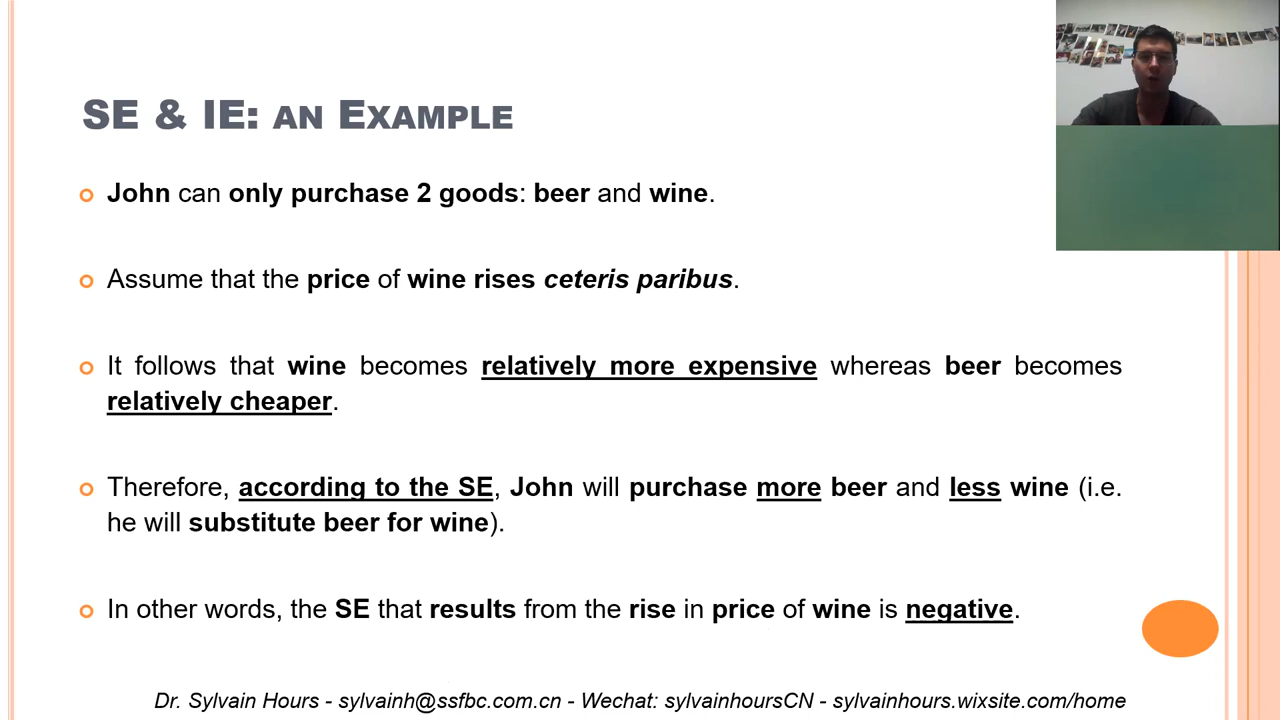 SE & IE: AN EXAMPLE
John can only purchase 2 goods: beer and wine.
Assume that the price of wine rises ceteris paribus.
It follows that wine becomes relatively more expensive whereas beer becomes
relatively cheaper.
Therefore, according to the SE, John will purchase more beer and less wine (i.e.
he will substitute beer for wine).
In other words, the SE that results from the rise in price of wine is negative.
Dr. Sylvain Hours - sylvainh@ssfbc.com.cn - Wechat: sylvainhoursCN - sylvainhours.wixsite.com/home